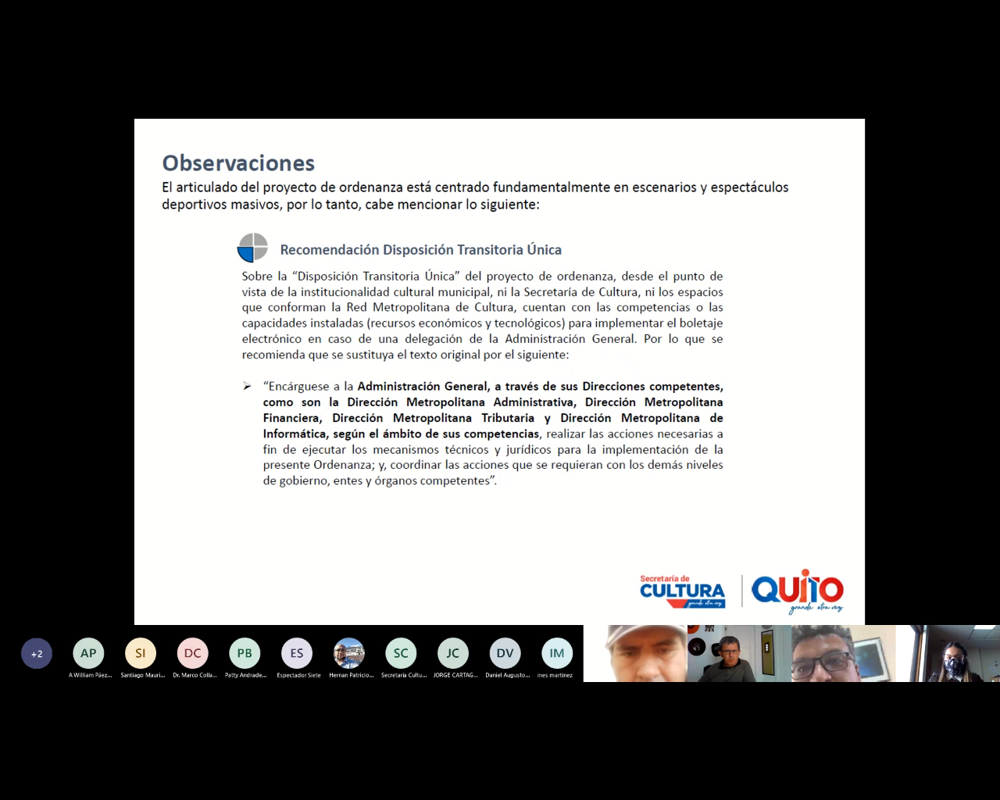 Observaciones
El articulado del proyecto de ordenanza está centrado fundamentalmente en escenarios y espectáculos
deportivos masivos, por lo tanto, cabe mencionar lo siguiente:
Recomendación Disposición Transitoria Única
Sobre la “Disposición Transitoria Única” del proyecto de ordenanza, desde el punto de
vista de la institucionalidad cultural municipal, ni la Secretaría de Cultura, ni los espacios
que conforman la Red Metropolitana de Cultura, cuentan con las competencias o las
capacidades instaladas (recursos económicos y tecnológicos) para implementar el boletaje
electrónico en caso de una delegación de la Administración General. Por lo que se
recomienda que se sustituya el texto original por el siguiente:
➢ “Encárguese a la Administración General, a través de sus Direcciones competentes,
como son la Dirección Metropolitana Administrativa, Dirección Metropolitana
Financiera, Dirección Metropolitana Tributaria y Dirección Metropolitana de
Informática, según el ámbito de sus competencias, realizar las acciones necesarias a
fin de ejecutar los mecanismos técnicos y jurídicos para la implementación de la
presente Ordenanza; y, coordinar las acciones que se requieran con los demás niveles
de gobierno, entes y órganos competentes”.
Secretaría de
CULTURA
grande otra vez
QUITO
grande otra vez
+2 AP SI DC PB ES SC JC DV IM
A William Páez... Santiago Mauri... Dr. Marco Colla... Patty Andrade... Espectador Siete Hernan Patricio... Secretaria Cultu... JORGE CARTAG... Daniel Augusto... ines martinez